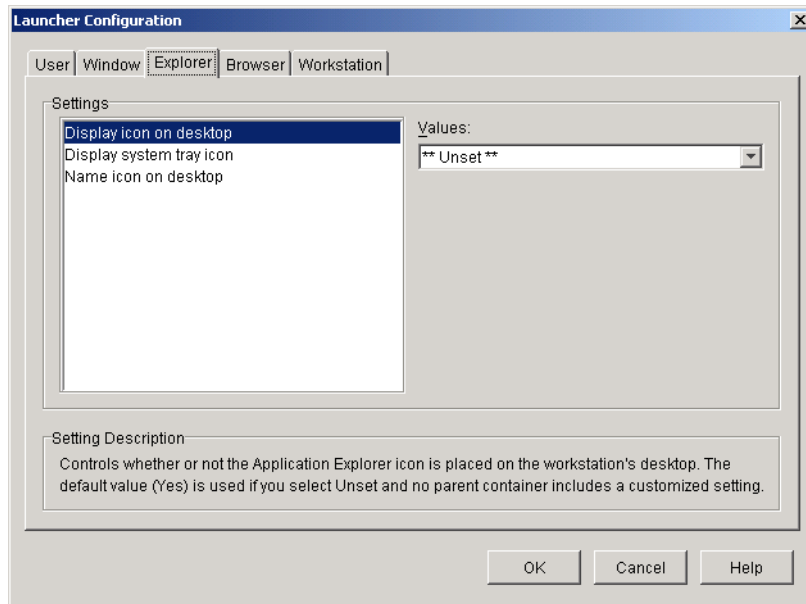 Launcher Configuration
User Window Explorer Browser Workstation
Settings
Display icon on desktop
Display system tray icon
Name icon on desktop
Values:
** Unset **
Setting Description
Controls whether or not the Application Explorer icon is placed on the workstation's desktop. The
default value (Yes) is used if you select Unset and no parent container includes a customized setting.
OK Cancel Help